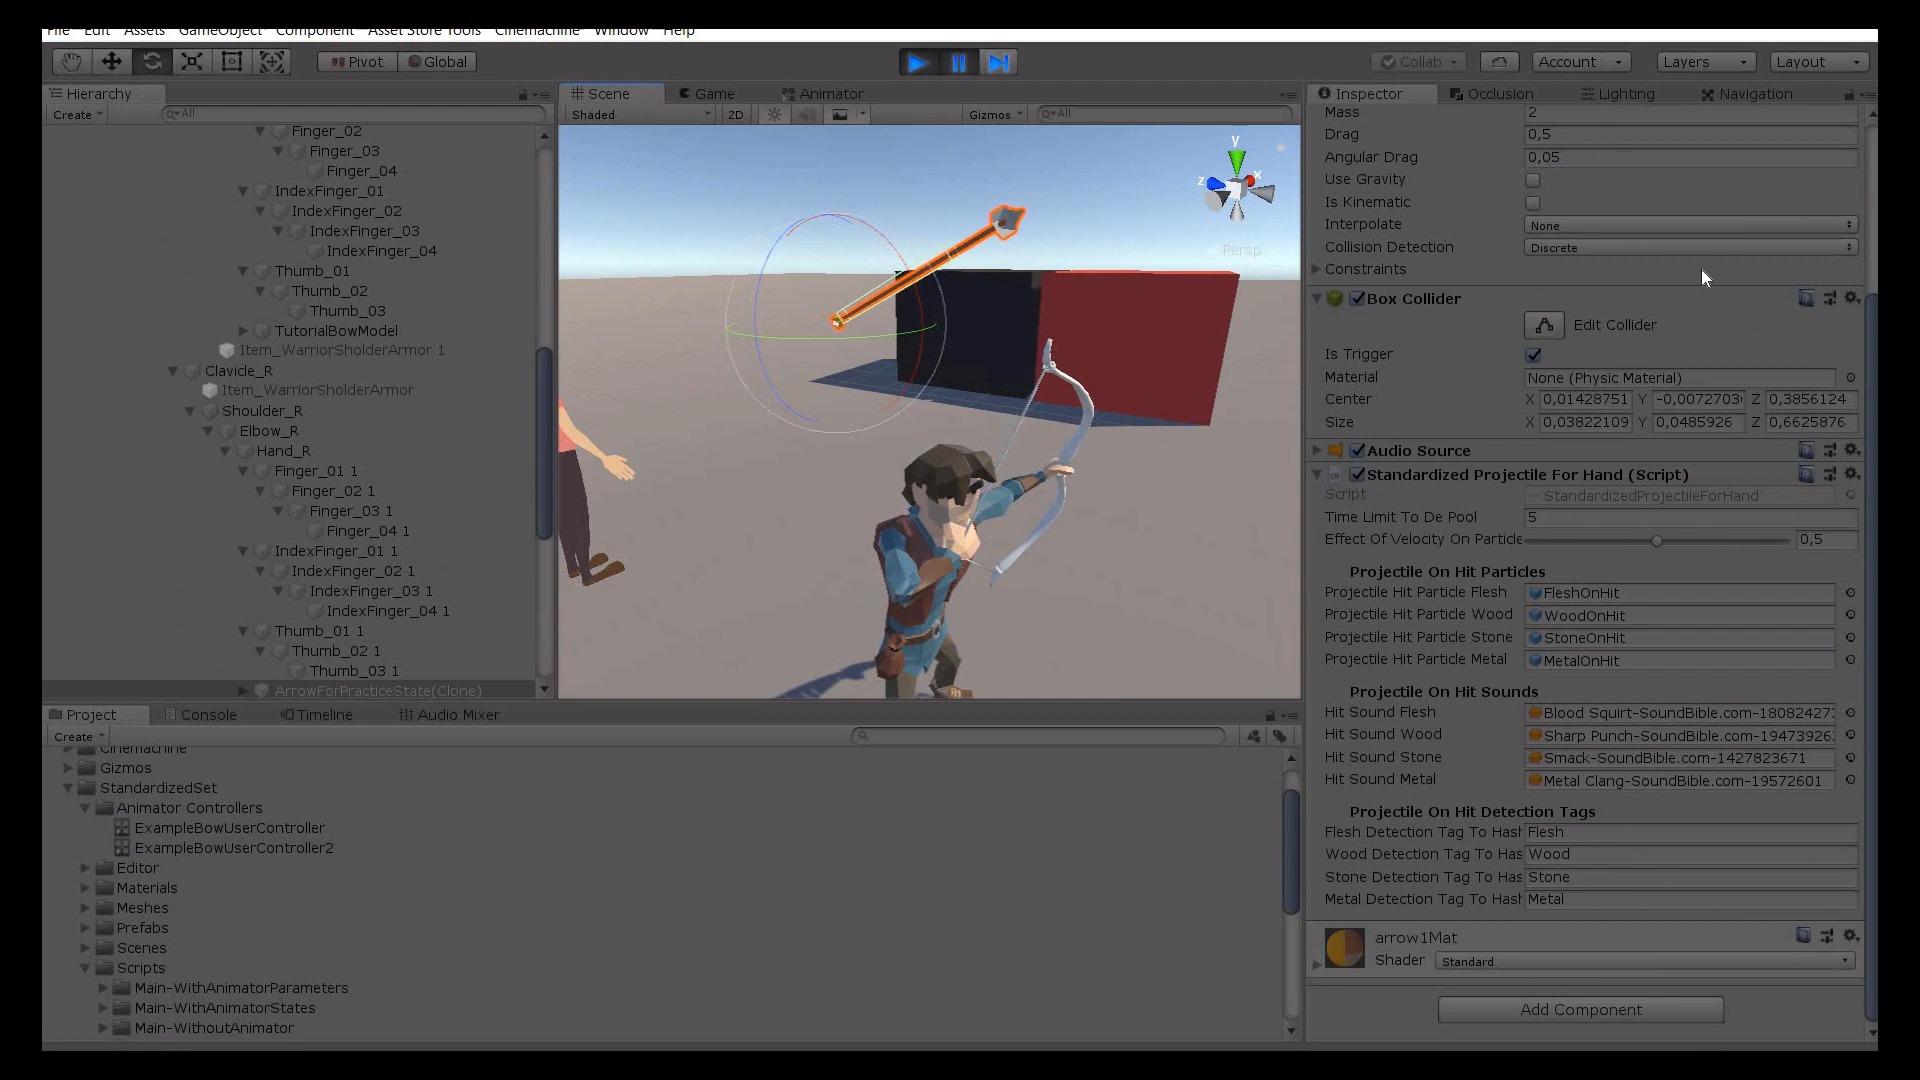 File Edit Assets GameObject Component Asset Store Tools Cinemachine Window Help
Pivot Global Collab Account Layers Layout
Hierarchy
Create All
Finger_02
Finger_03
Finger_04
IndexFinger_01
IndexFinger_02
IndexFinger_03
IndexFinger_04
Thumb_01
Thumb_02
Thumb_03
TutorialBowModel
Item_WarriorSholderArmor 1
Clavicle_R
Item_WarriorSholderArmor
Shoulder_R
Elbow_R
Hand_R
Finger_01 1
Finger_02 1
Finger_03 1
Finger_04 1
IndexFinger_01 1
IndexFinger_02 1
IndexFinger_03 1
IndexFinger_04 1
Thumb_01 1
Thumb_02 1
Thumb_03 1
ArrowForPracticeState(Clone)
Scene Game Animator
Shaded 2D Gizmos All
y
x
z
Persp
Inspector Occlusion Lighting Navigation
Mass 2
Drag 0,5
Angular Drag 0,05
Use Gravity
Is Kinematic
Interpolate None
Collision Detection Discrete
Constraints
Box Collider
Edit Collider
Is Trigger
Material None (Physic Material)
Center X 0,01428751 Y -0,0072703 Z 0,3856124
Size X 0,03822109 Y 0,0485926 Z 0,6625876
Audio Source
Standardized Projectile For Hand (Script)
Script StandardizedProjectileForHand
Time Limit To De Pool 5
Effect Of Velocity On Particle 0,5
Projectile On Hit Particles
Projectile Hit Particle Flesh FleshOnHit
Projectile Hit Particle Wood WoodOnHit
Projectile Hit Particle Stone StoneOnHit
Projectile Hit Particle Metal MetalOnHit
Projectile On Hit Sounds
Hit Sound Flesh Blood Squirt-SoundBible.com-18082427
Hit Sound Wood Sharp Punch-SoundBible.com-19473926
Hit Sound Stone Smack-SoundBible.com-1427823671
Hit Sound Metal Metal Clang-SoundBible.com-19572601
Projectile On Hit Detection Tags
Flesh Detection Tag To Hash Flesh
Wood Detection Tag To Has Wood
Stone Detection Tag To Has Stone
Metal Detection Tag To Hash Metal
arrow1Mat
Shader Standard
Add Component
Project Console Timeline Audio Mixer
Create
Cinemachine
Gizmos
StandardizedSet
Animator Controllers
ExampleBowUserController
ExampleBowUserController2
Editor
Materials
Meshes
Prefabs
Scenes
Scripts
Main-WithAnimatorParameters
Main-WithAnimatorStates
Main-WithoutAnimator